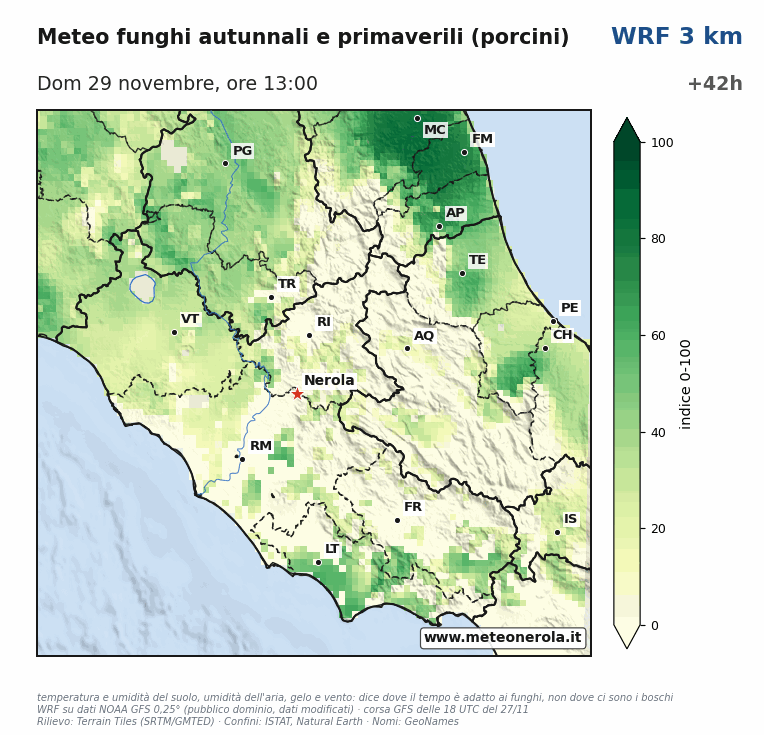 Meteo funghi autunnali e primaverili (porcini)
WRF 3 km
Dom 29 novembre, ore 13:00
+42h
MC
FM
PG
AP
TE
TR
PE
VT
RI
AQ
CH
Nerola
RM
FR
IS
LT
www.meteonerola.it
100
80
60
40
20
0
indice 0-100
temperatura e umidità del suolo, umidità dell'aria, gelo e vento: dice dove il tempo è adatto ai funghi, non dove ci sono i boschi
WRF su dati NOAA GFS 0,25° (pubblico dominio, dati modificati) · corsa GFS delle 18 UTC del 27/11
Rilievo: Terrain Tiles (SRTM/GMTED) · Confini: ISTAT, Natural Earth · Nomi: GeoNames